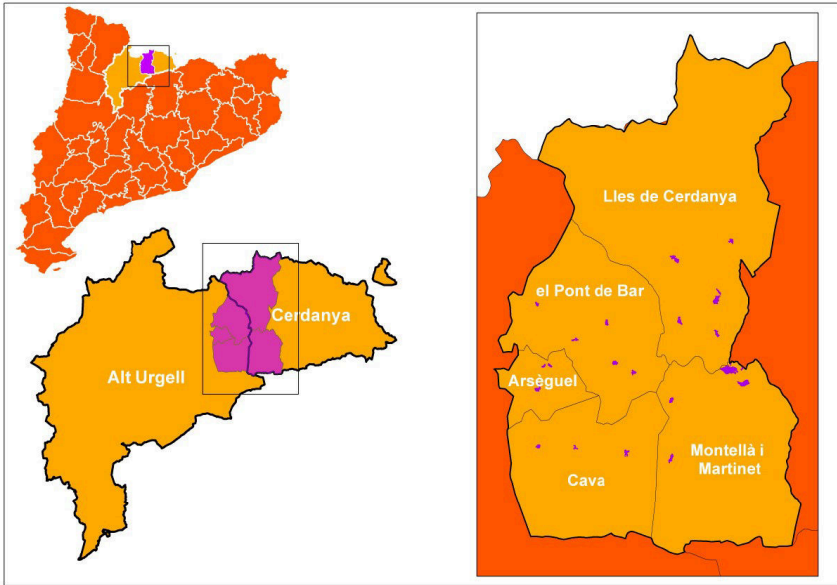 Cerdanya
Alt Urgell
Lles de Cerdanya
el Pont de Bar
Arsèguel
Montellà i
Martinet
Cava